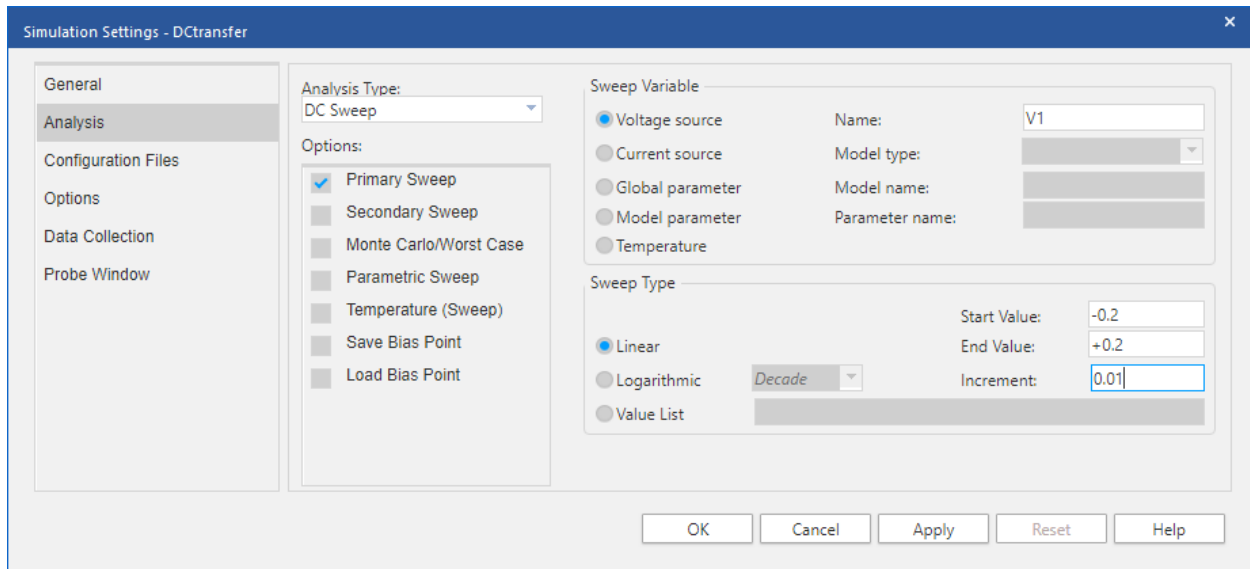 Simulation Settings - DCtransfer
General
Analysis
Configuration Files
Options
Data Collection
Probe Window
Analysis Type:
DC Sweep
Options:
Primary Sweep
Secondary Sweep
Monte Carlo/Worst Case
Parametric Sweep
Temperature (Sweep)
Save Bias Point
Load Bias Point
Sweep Variable
Voltage source
Name:
V1
Current source
Model type:
Global parameter
Model name:
Model parameter
Parameter name:
Temperature
Sweep Type
Start Value:
-0.2
Linear
End Value:
+0.2
Logarithmic
Decade
Increment:
0.01
Value List
OK
Cancel
Apply
Reset
Help